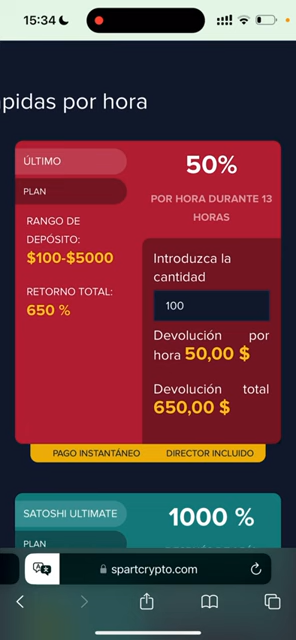 15:34
ápidas por hora
ÚLTIMO
50%
PLAN
POR HORA DURANTE 13
HORAS
RANGO DE
DEPÓSITO:
$100-$5000
RETORNO TOTAL:
650 %
Introduzca la
cantidad
100
Devolución por
hora 50,00 $
Devolución total
650,00 $
PAGO INSTANTÁNEO DIRECTOR INCLUIDO
SATOSHI ULTIMATE
1000 %
PLAN
spartcrypto.com